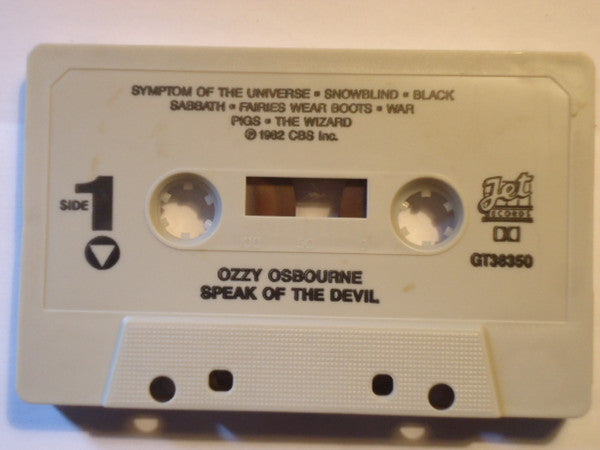 SYMPTOM OF THE UNIVERSE • SNOWBLIND • BLACK
SABBATH • FAIRIES WEAR BOOTS • WAR
PIGS • THE WIZARD
℗ 1982 CBS Inc.
SIDE 1
Jet
RECORDS
GT38350
OZZY OSBOURNE
SPEAK OF THE DEVIL